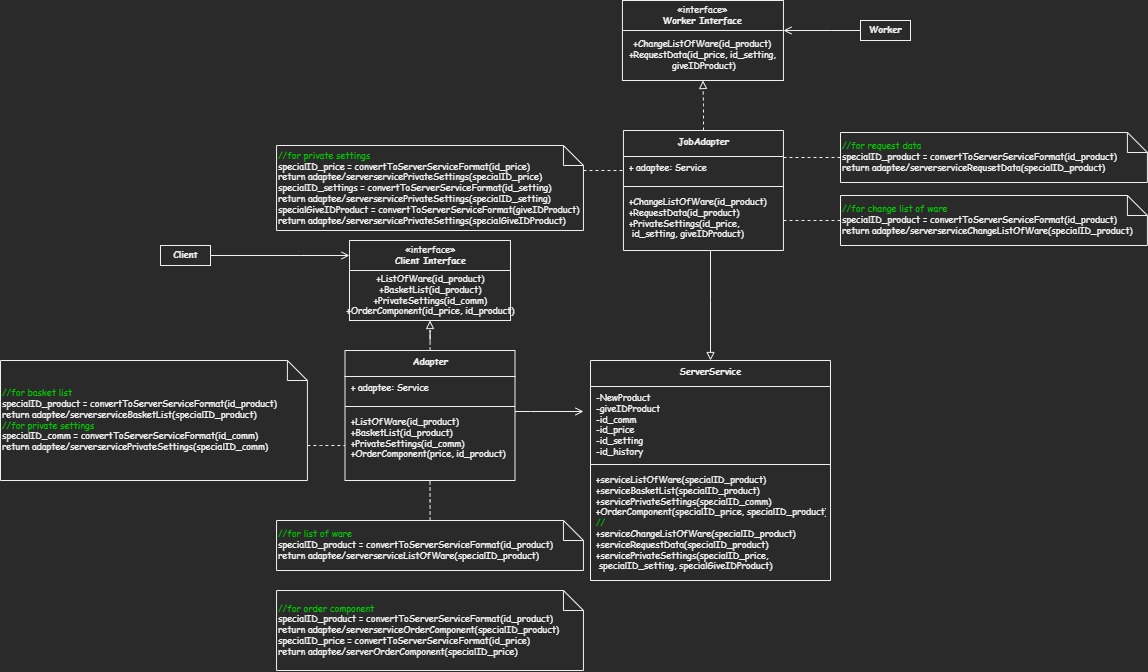 «interface»
Worker Interface
+ChangeListOfWare(id_product)
+RequestData(id_price, id_setting,
giveIDProduct)
Worker
JobAdapter
+ adaptee: Service
+ChangeListOfWare(id_product)
+RequestData(id_product)
+PrivateSettings(id_price,
id_setting, giveIDProduct)
//for private settings
specialID_price = convertToServerServiceFormat(id_price)
return adaptee/serverservicePrivateSettings(specialID_price)
specialID_settings = convertToServerServiceFormat(id_setting)
return adaptee/serverservicePrivateSettings(specialID_setting)
specialGiveIDProduct = convertToServerServiceFormat(giveIDProduct)
return adaptee/serverservicePrivateSettings(specialGiveIDProduct)
//for request data
specialID_product = convertToServerServiceFormat(id_product)
return adaptee/serverserviceRequsetData(specialID_product)
//for change list of ware
specialID_product = convertToServerServiceFormat(id_product)
return adaptee/serverserviceChangeListOfWare(specialID_product)
Client
«interface»
Client Interface
+ListOfWare(id_product)
+BasketList(id_product)
+PrivateSettings(id_comm)
+OrderComponent(id_price, id_product)
Adapter
+ adaptee: Service
+ListOfWare(id_product)
+BasketList(id_product)
+PrivateSettings(id_comm)
+OrderComponent(price, id_product)
//for basket list
specialID_product = convertToServerServiceFormat(id_product)
return adaptee/serverserviceBasketList(specialID_product)
//for private settings
specialID_comm = convertToServerServiceFormat(id_comm)
return adaptee/serverservicePrivateSettings(specialID_comm)
ServerService
-NewProduct
-giveIDProduct
-id_comm
-id_price
-id_setting
-id_history
+serviceListOfWare(specialID_product)
+serviceBasketList(specialID_product)
+servicePrivateSettings(specialID_comm)
+OrderComponent(specialID_price, specialID_product)
//
+serviceChangeListOfWare(specialID_product)
+serviceRequestData(specialID_product)
+servicePrivateSettings(specialID_price,
specialID_setting, specialGiveIDProduct)
//for list of ware
specialID_product = convertToServerServiceFormat(id_product)
return adaptee/serverserviceListOfWare(specialID_product)
//for order component
specialID_product = convertToServerServiceFormat(id_product)
return adaptee/serverserviceOrderComponent(specialID_product)
specialID_price = convertToServerServiceFormat(id_price)
return adaptee/serverOrderComponent(specialID_price)